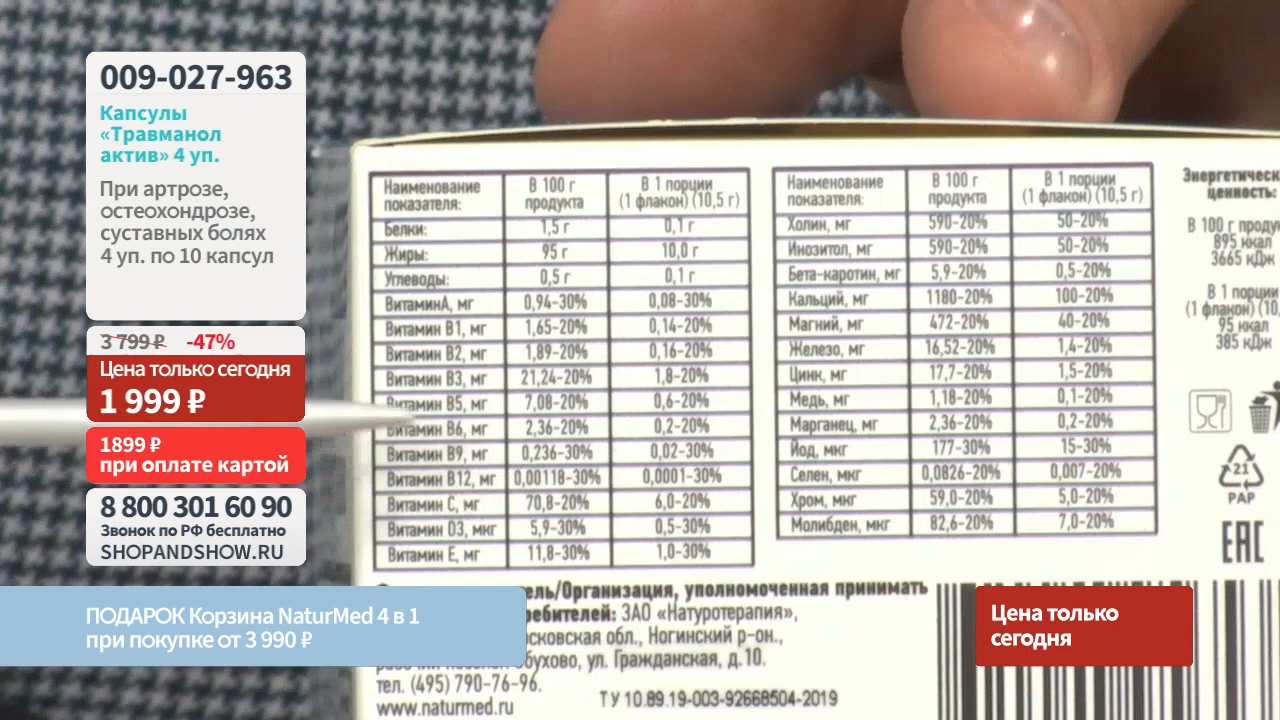 009-027-963
Капсулы
«Травманол
актив» 4 уп.
При артрозе,
остеохондрозе,
суставных болях
4 уп. по 10 капсул
3 799 ₽ -47%
Цена только сегодня
1 999 ₽
1899 ₽
при оплате картой
8 800 301 60 90
Звонок по РФ бесплатно
SHOPANDSHOW.RU
ПОДАРОК Корзина NaturMed 4 в 1
при покупке от 3 990 ₽
Цена только
сегодня
Наименование показателя: В 100 г продукта В 1 порции (1 флакон) (10,5 г)
Белки: 1,5 г 0,1 г
Жиры: 95 г 10,0 г
Углеводы: 0,5 г 0,1 г
ВитаминА, мг 0,94-30% 0,08-30%
Витамин В1, мг 1,65-20% 0,14-20%
Витамин В2, мг 1,89-20% 0,16-20%
Витамин В3, мг 21,24-20% 1,8-20%
Витамин В5, мг 7,08-20% 0,6-20%
Витамин В6, мг 2,36-20% 0,2-20%
Витамин В9, мг 0,236-30% 0,02-30%
Витамин В12, мг 0,00118-30% 0,0001-30%
Витамин С, мг 70,8-20% 6,0-20%
Витамин D3, мкг 5,9-30% 0,5-30%
Витамин Е, мг 11,8-30% 1,0-30%
Наименование показателя: В 100 г продукта В 1 порции (1 флакон) (10,5 г)
Холин, мг 590-20% 50-20%
Инозитол, мг 590-20% 50-20%
Бета-каротин, мг 5,9-20% 0,5-20%
Кальций, мг 1180-20% 100-20%
Магний, мг 472-20% 40-20%
Железо, мг 16,52-20% 1,4-20%
Цинк, мг 17,7-20% 1,5-20%
Медь, мг 1,18-20% 0,1-20%
Марганец, мг 2,36-20% 0,2-20%
Йод, мкг 177-30% 15-30%
Селен, мкг 0,0826-20% 0,007-20%
Хром, мкг 59,0-20% 5,0-20%
Молибден, мкг 82,6-20% 7,0-20%
Энергетическ
ценность:
В 100 г проду
895 ккал
3665 кДж
В 1 порции
(1 флакон) (10,
95 ккал
385 кДж
21
PAP
ЕАС
ель/Организация, уполномоченная принимать
ребителей: ЗАО «Натуротерапия»,
сковская обл., Ногинский р-он.,
бухово, ул. Гражданская, д.10.
тел. (495) 790-76-96.
www.naturmed.ru
ТУ 10.89.19-003-92668504-2019